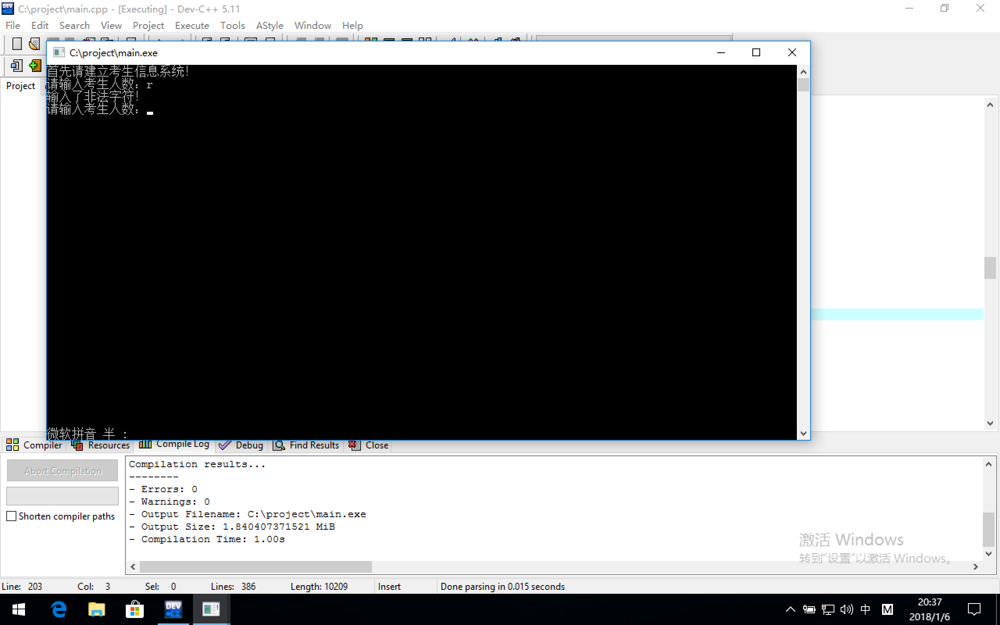 C:\project\main.cpp - [Executing] - Dev-C++ 5.11
File Edit Search View Project Execute Tools AStyle Window Help
C:\project\main.exe
首先请建立考生信息系统!
请输入考生人数：r
输入了非法字符!
请输入考生人数：
Project
微软拼音 半 :
Compiler Resources Compile Log Debug Find Results Close
Abort Compilation
Shorten compiler paths
Compilation results...
--------
- Errors: 0
- Warnings: 0
- Output Filename: C:\project\main.exe
- Output Size: 1.840407371521 MiB
- Compilation Time: 1.00s
激活 Windows
转到"设置"以激活 Windows。
Line: 203 Col: 3 Sel: 0 Lines: 386 Length: 10209 Insert Done parsing in 0.015 seconds
DEV C++
中 M
20:37
2018/1/6